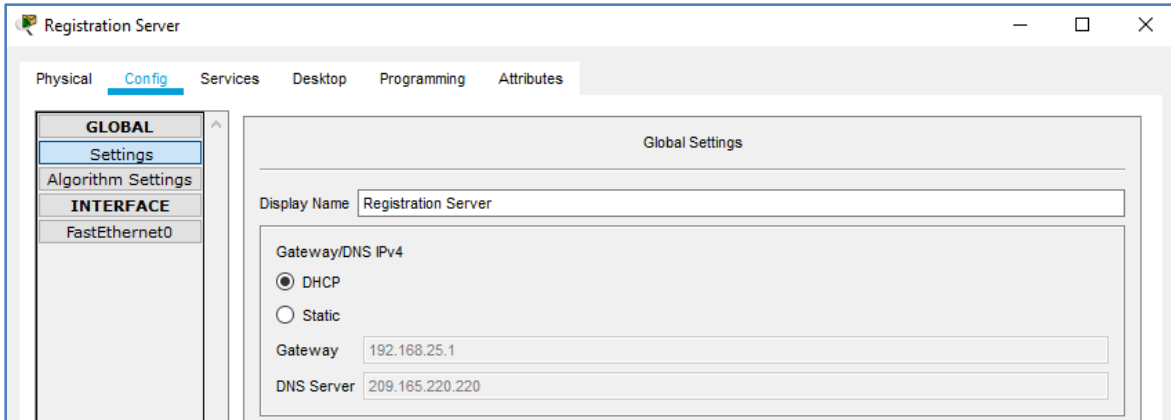 Registration Server
Physical Config Services Desktop Programming Attributes
GLOBAL
Settings
Algorithm Settings
INTERFACE
FastEthernet0
Global Settings
Display Name Registration Server
Gateway/DNS IPv4
DHCP
Static
Gateway 192.168.25.1
DNS Server 209.165.220.220